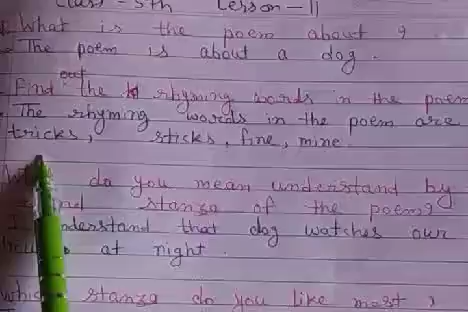 Class - 5th Lesson - 11
What is the poem about ?
The poem is about a dog.
Find out the rhyming words in the poem
The rhyming words in the poem are
tricks, sticks, fine, mine.
do you mean understand by
stanza of the poem?
understand that dog watches our
at night.
Which stanza do you like most ?